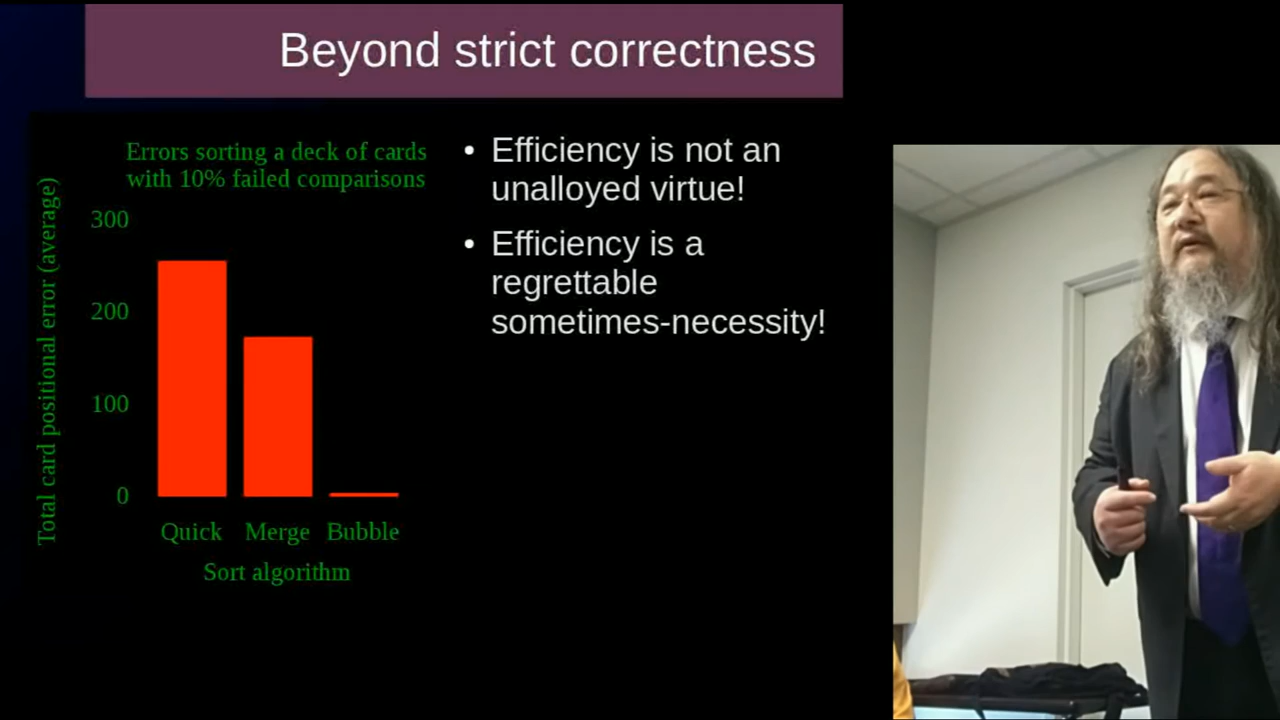 Beyond strict correctness
Errors sorting a deck of cards
with 10% failed comparisons
Total card positional error (average)
300
200
100
0
Quick Merge Bubble
Sort algorithm
• Efficiency is not an
unalloyed virtue!
• Efficiency is a
regrettable
sometimes-necessity!